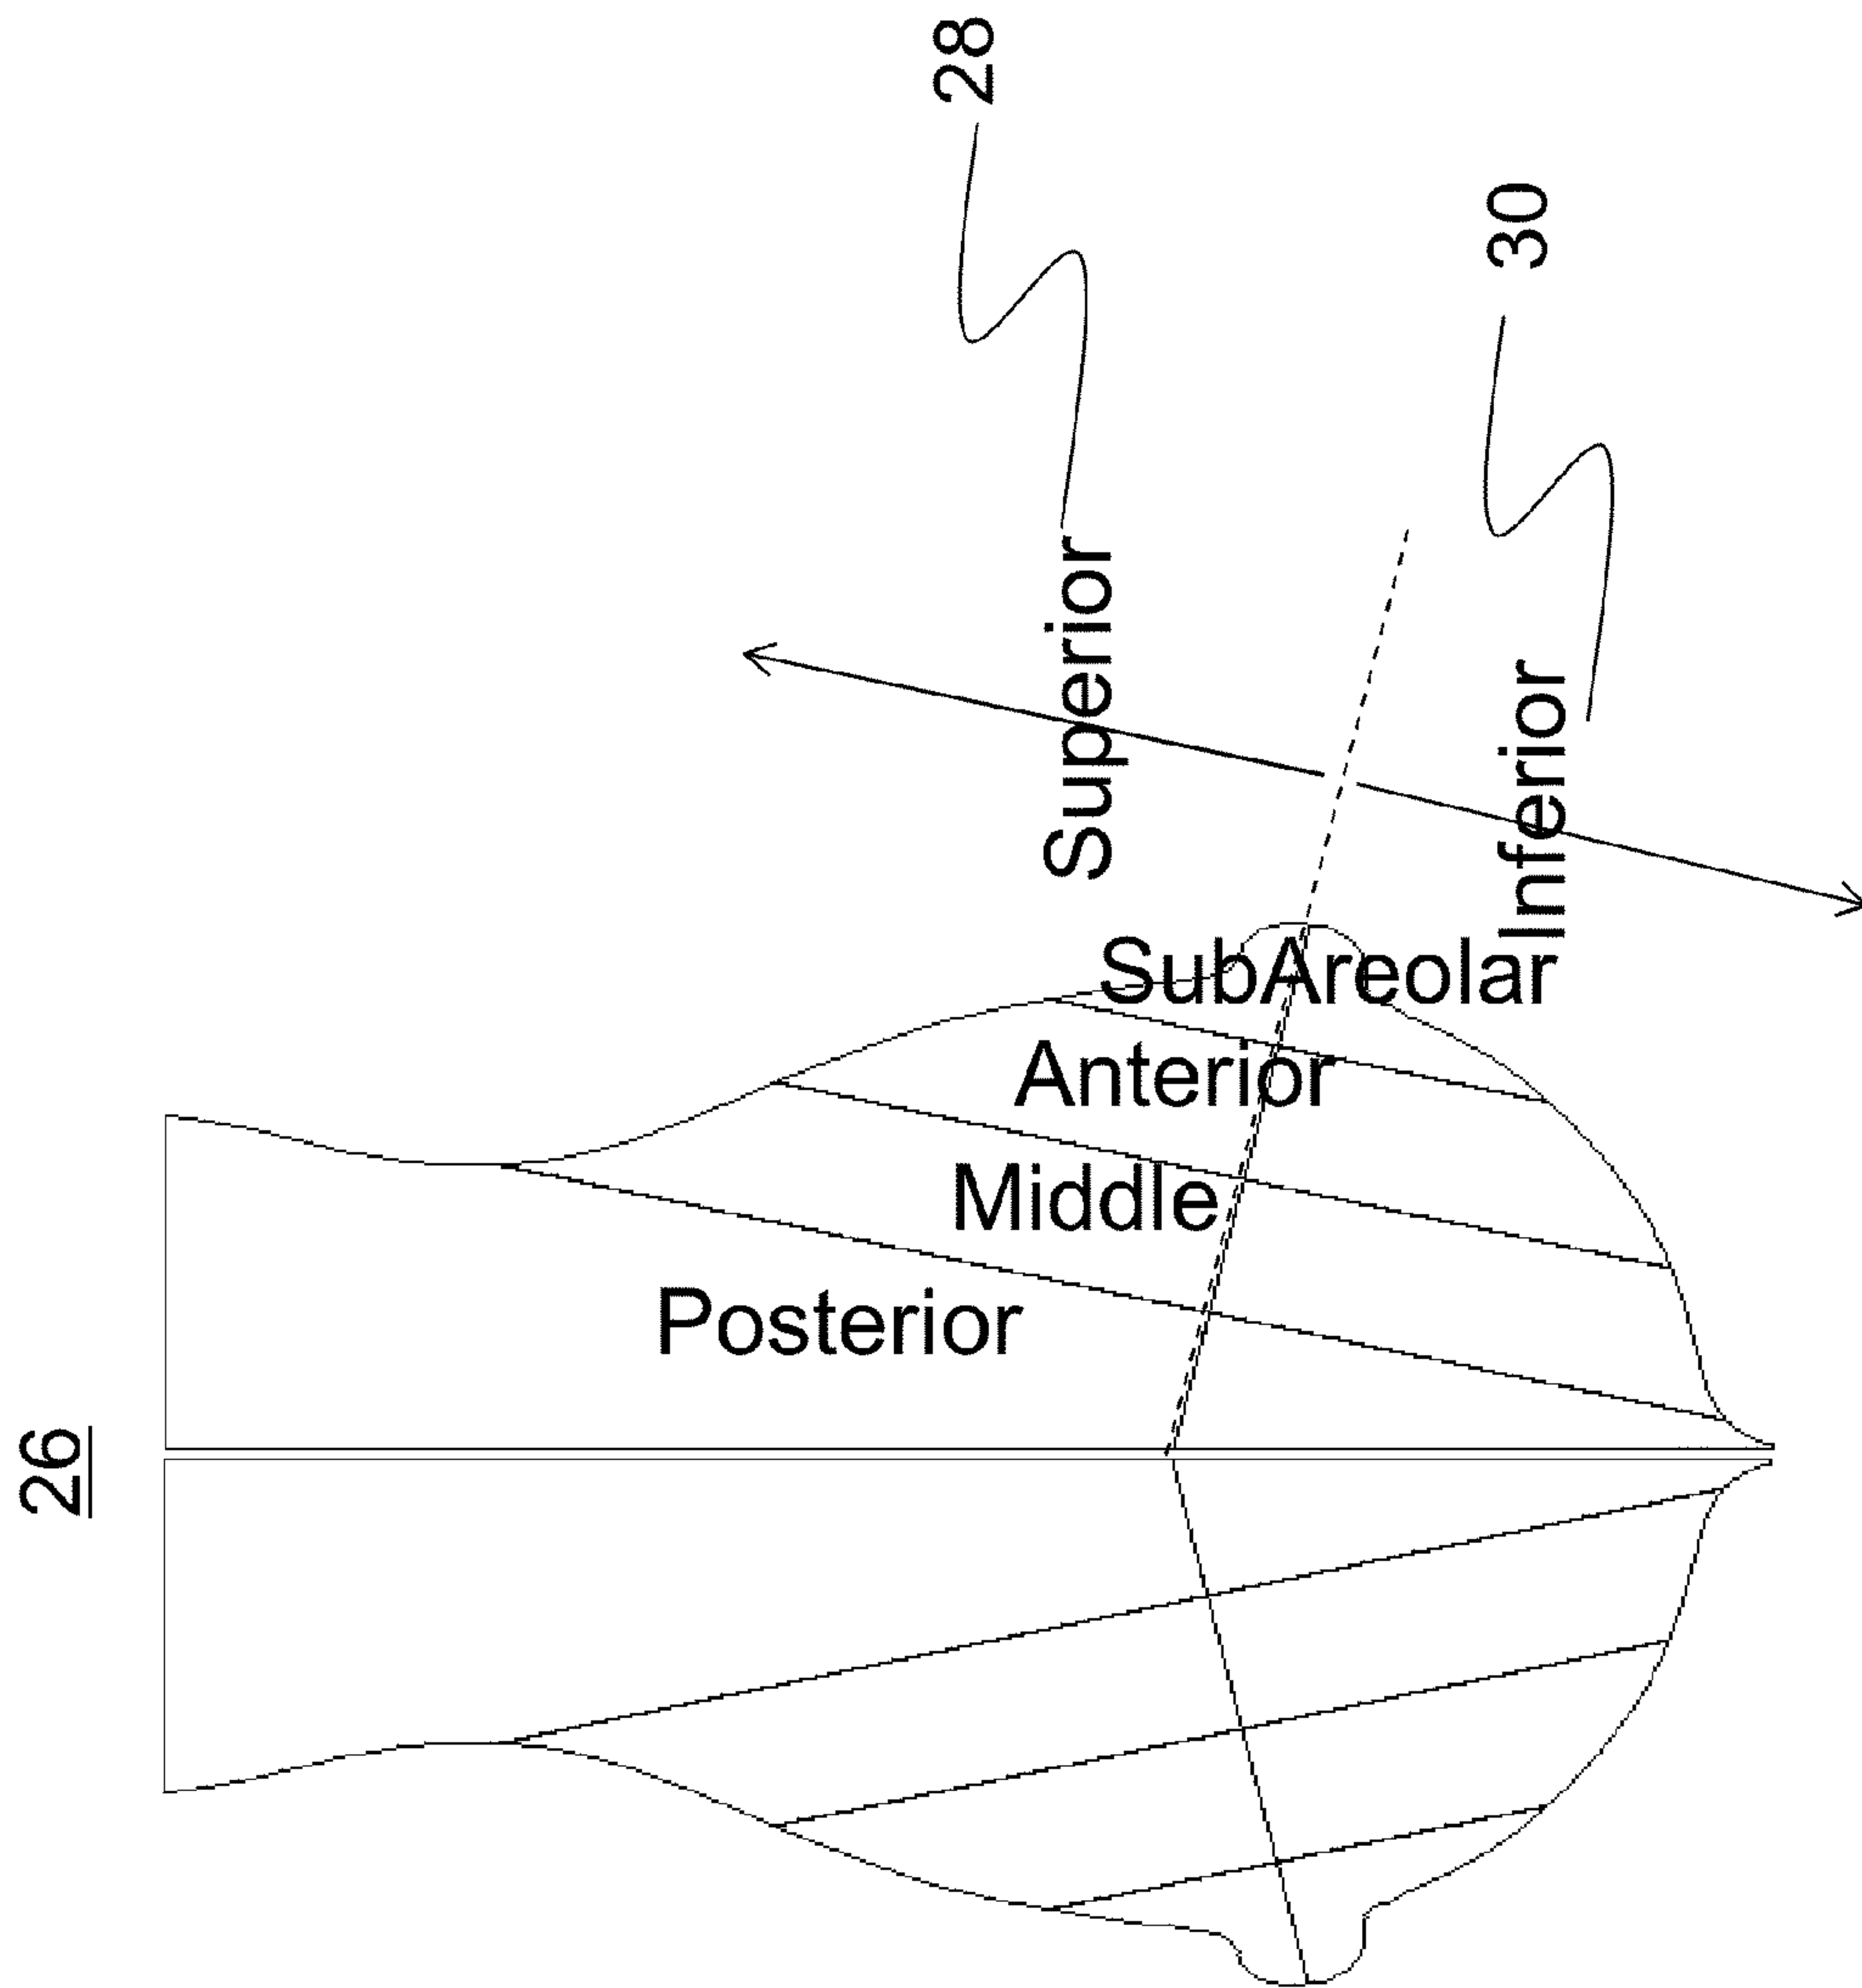 26
28
30
Superior
Inferior
SubAreolar
Anterior
Middle
Posterior